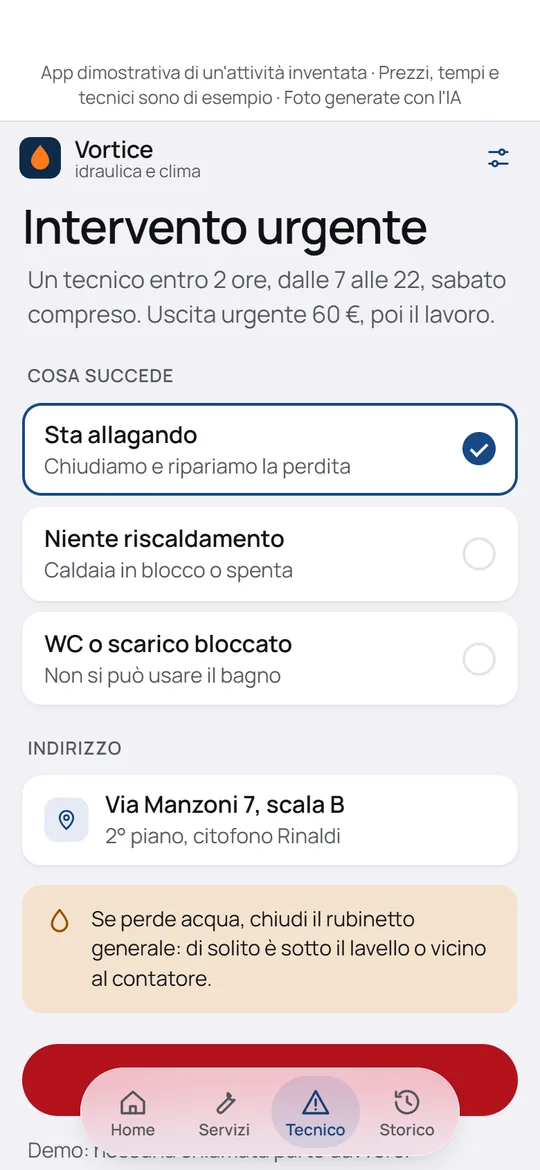 App dimostrativa di un'attività inventata · Prezzi, tempi e
tecnici sono di esempio · Foto generate con l'IA
Vortice
idraulica e clima
Intervento urgente
Un tecnico entro 2 ore, dalle 7 alle 22, sabato
compreso. Uscita urgente 60 €, poi il lavoro.
COSA SUCCEDE
Sta allagando
Chiudiamo e ripariamo la perdita
Niente riscaldamento
Caldaia in blocco o spenta
WC o scarico bloccato
Non si può usare il bagno
INDIRIZZO
Via Manzoni 7, scala B
2° piano, citofono Rinaldi
Se perde acqua, chiudi il rubinetto
generale: di solito è sotto il lavello o vicino
al contatore.
Home Servizi Tecnico Storico
Demo: